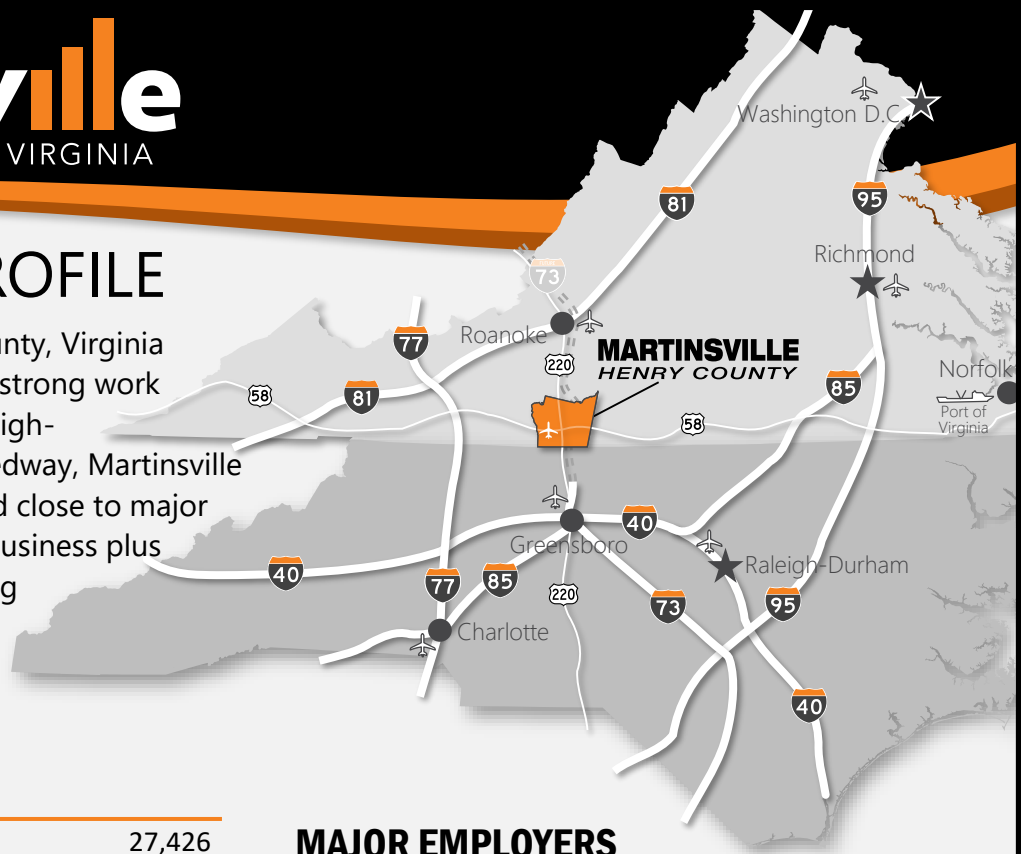 ville
VIRGINIA
ROFILE
unty, Virginia
strong work
igh-
edway, Martinsville
d close to major
usiness plus
g
27,426
MAJOR EMPLOYERS
Washington D.C.
81
95
Richmond
73
Roanoke
77
220
MARTINSVILLE
HENRY COUNTY
Norfolk
58
81
85
Port of
Virginia
58
40
Greensboro
Raleigh-Durham
40
77
85
220
73
95
Charlotte
40